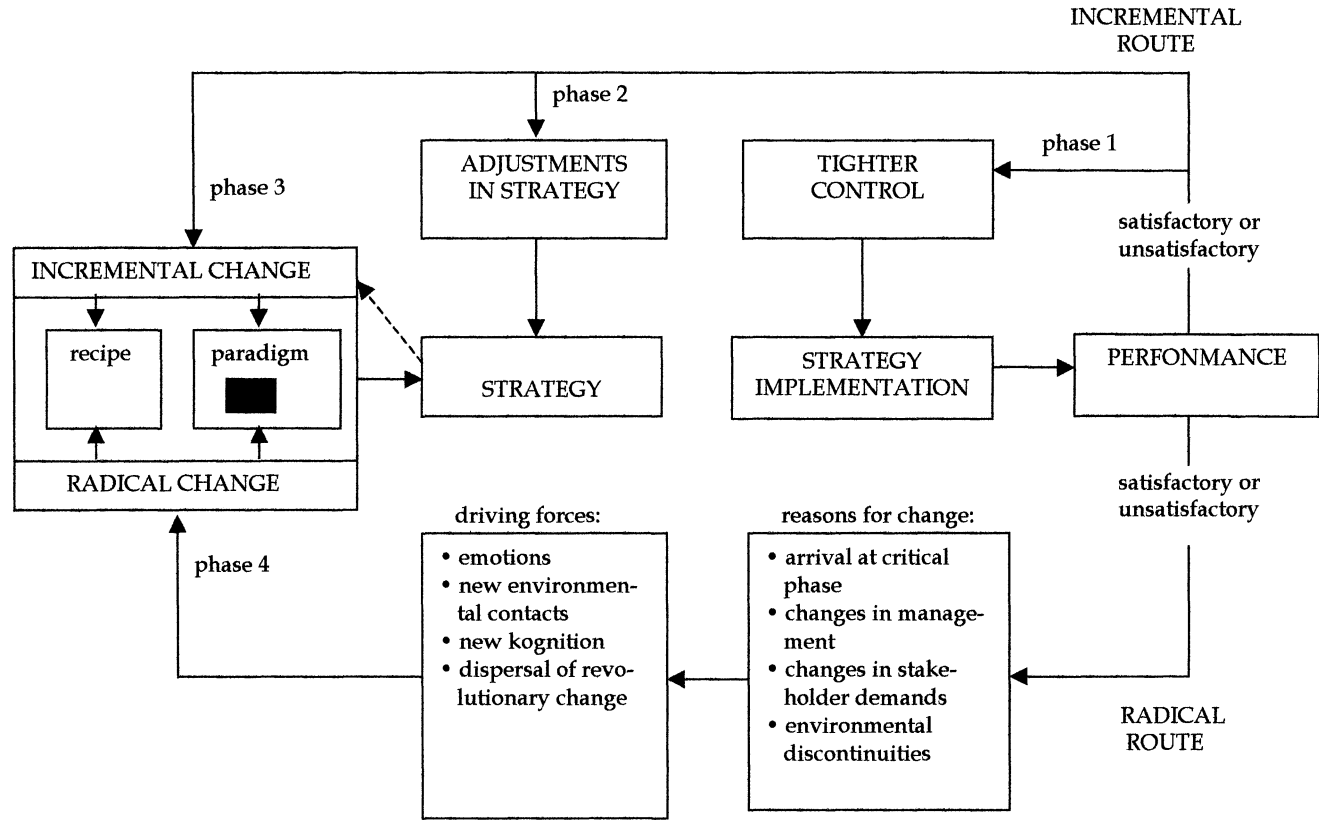 INCREMENTAL
ROUTE
phase 2
phase 1
phase 3
ADJUSTMENTS
IN STRATEGY
TIGHTER
CONTROL
satisfactory or
unsatisfactory
INCREMENTAL CHANGE
recipe
paradigm
STRATEGY
STRATEGY
IMPLEMENTATION
PERFONMANCE
RADICAL CHANGE
satisfactory or
unsatisfactory
phase 4
driving forces:
• emotions
• new environmen-
tal contacts
• new kognition
• dispersal of revo-
lutionary change
reasons for change:
• arrival at critical
phase
• changes in manage-
ment
• changes in stake-
holder demands
• environmental
discontinuities
RADICAL
ROUTE